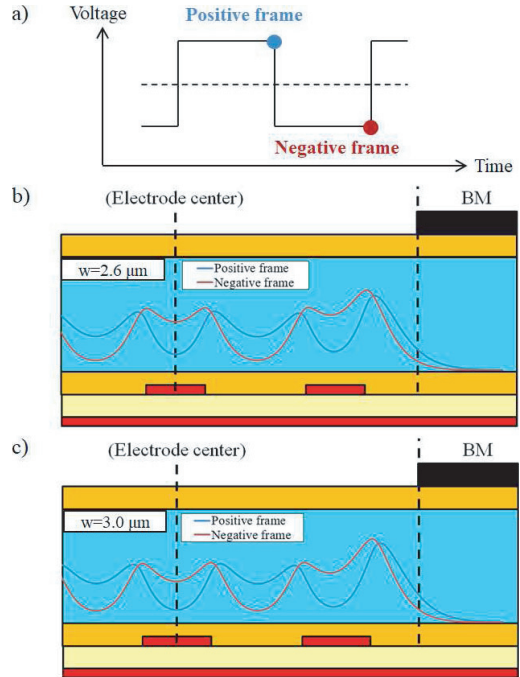 a)
Voltage
Positive frame
Negative frame
Time
b)
(Electrode center)
BM
w=2.6 μm
Positive frame
Negative frame
c)
(Electrode center)
BM
w=3.0 μm
Positive frame
Negative frame